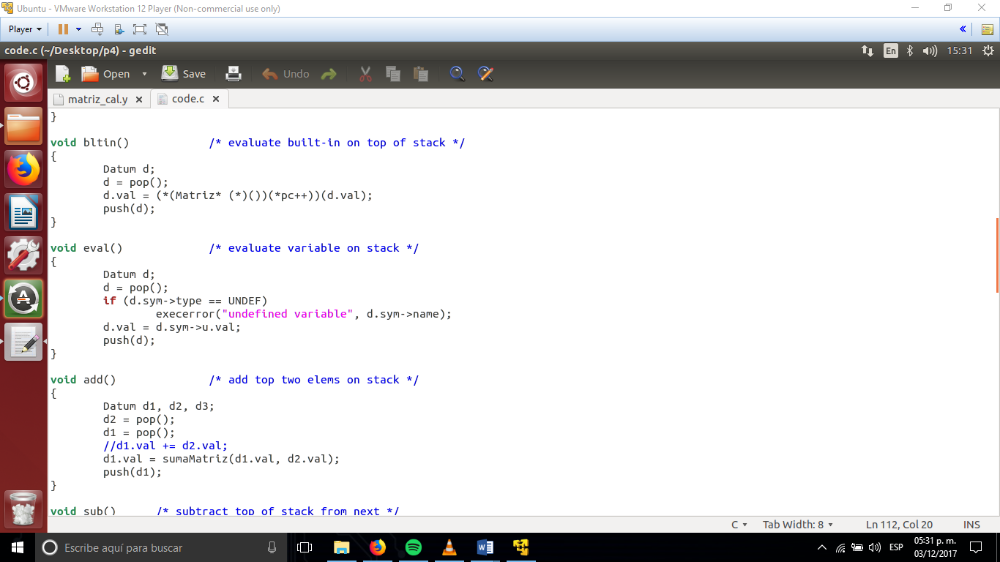 Ubuntu - VMware Workstation 12 Player (Non-commercial use only)
Player
code.c (~/Desktop/p4) - gedit
En
15:31
Open
Save
Undo
matriz_cal.y
code.c
}
void bltin() /* evaluate built-in on top of stack */
{
Datum d;
d = pop();
d.val = (*(Matriz* (*)())(*pc++))(d.val);
push(d);
}
void eval() /* evaluate variable on stack */
{
Datum d;
d = pop();
if (d.sym->type == UNDEF)
execerror("undefined variable", d.sym->name);
d.val = d.sym->u.val;
push(d);
}
void add() /* add top two elems on stack */
{
Datum d1, d2, d3;
d2 = pop();
d1 = pop();
//d1.val += d2.val;
d1.val = sumaMatriz(d1.val, d2.val);
push(d1);
}
void sub() /* subtract top of stack from next */
C
Tab Width: 8
Ln 112, Col 20
INS
Escribe aquí para buscar
ESP
05:31 p. m.
03/12/2017